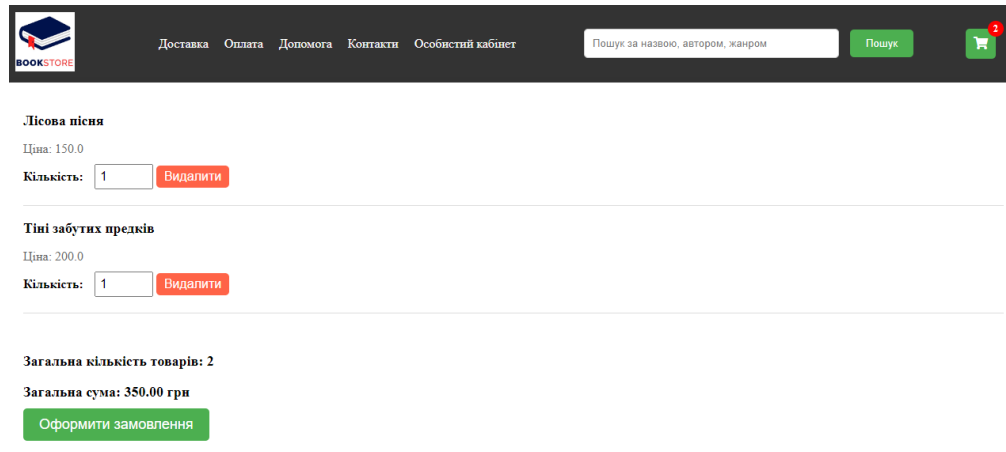 BOOKSTORE
Доставка Оплата Допомога Контакти Особистий кабінет
Пошук за назвою, автором, жанром
Пошук
2
Лісова пісня
Ціна: 150.0
Кількість: 1 Видалити
Тіні забутих предків
Ціна: 200.0
Кількість: 1 Видалити
Загальна кількість товарів: 2
Загальна сума: 350.00 грн
Оформити замовлення